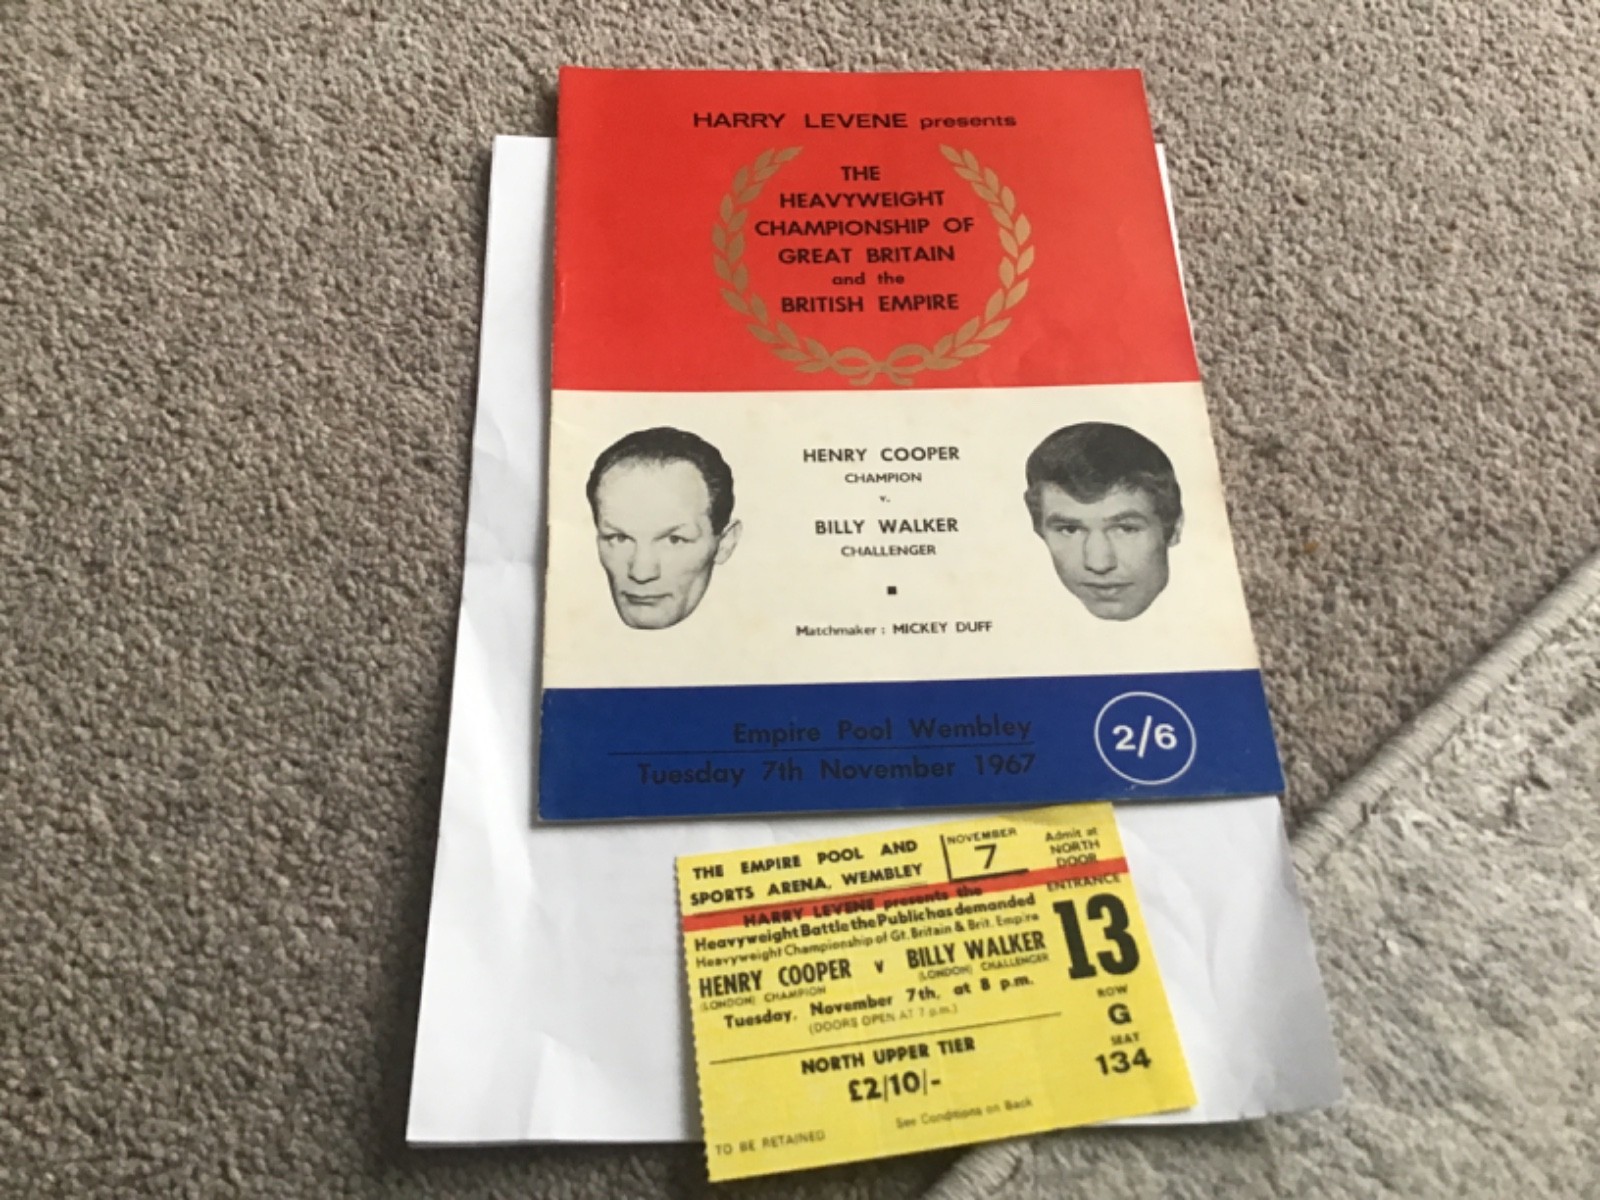 HARRY LEVENE presents
THE
HEAVYWEIGHT
CHAMPIONSHIP OF
GREAT BRITAIN
and the
BRITISH EMPIRE
HENRY COOPER
CHAMPION
v.
BILLY WALKER
CHALLENGER
Matchmaker : MICKEY DUFF
Empire Pool Wembley
Tuesday 7th November 1967
2/6
THE EMPIRE POOL AND
SPORTS ARENA, WEMBLEY
NOVEMBER
7
Admit at
NORTH
DOOR
HARRY LEVENE presents the
Heavyweight Battle the Public has demanded
Heavyweight Championship of Gt. Britain & Brit. Empire
HENRY COOPER v BILLY WALKER
(LONDON) CHAMPION (LONDON) CHALLENGER
Tuesday, November 7th, at 8 p.m.
(DOORS OPEN AT 7 p.m.)
NORTH UPPER TIER
£2/10/-
See Conditions on Back
TO BE RETAINED
ENTRANCE
13
ROW
G
SEAT
134